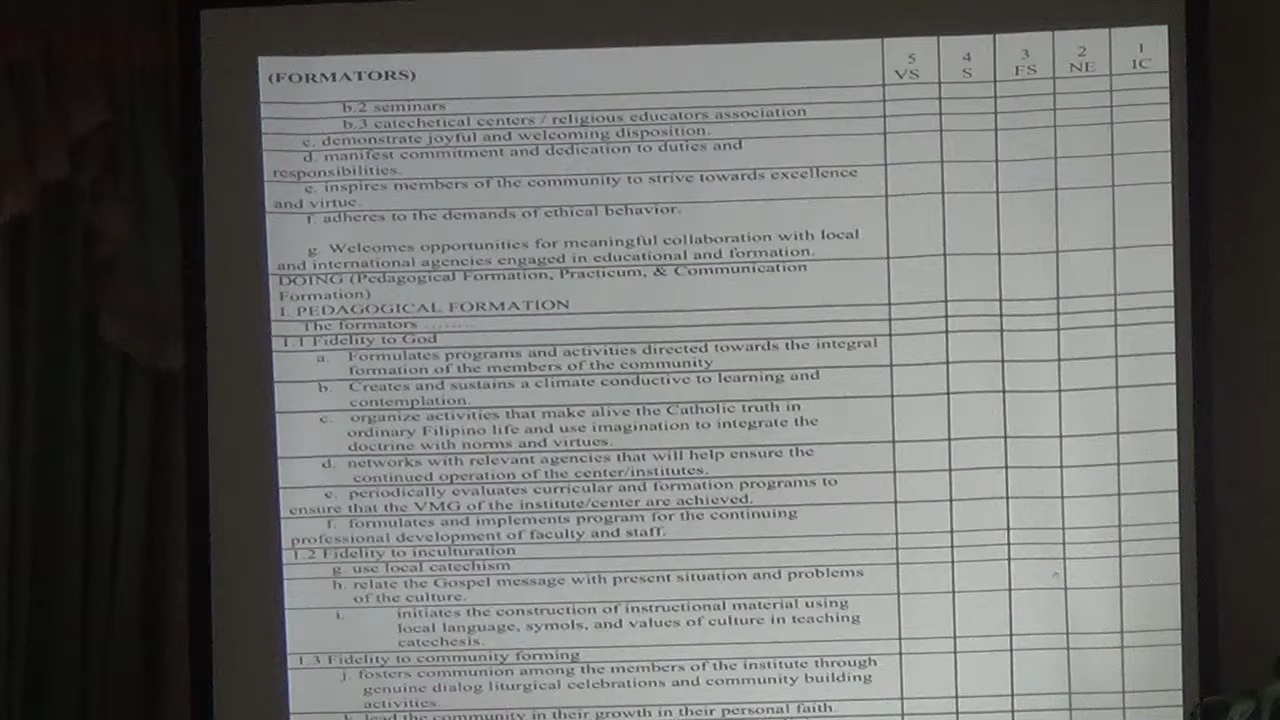 (FORMATORS)
5 4 3 2 1
VS S FS NE IC
b.2 seminars
b.3 catechetical centers / religious educators association
c. demonstrate joyful and welcoming disposition.
d. manifest commitment and dedication to duties and
responsibilities.
e. inspires members of the community to strive towards excellence
and virtue.
f. adheres to the demands of ethical behavior.
g. Welcomes opportunities for meaningful collaboration with local
and international agencies engaged in educational and formation.
DOING (Pedagogical Formation, Practicum, & Communication
Formation)
I. PEDAGOGICAL FORMATION
The formators ........
1.1 Fidelity to God
a. Formulates programs and activities directed towards the integral
formation of the members of the community
b. Creates and sustains a climate conductive to learning and
contemplation.
c. organize activities that make alive the Catholic truth in
ordinary Filipino life and use imagination to integrate the
doctrine with norms and virtues.
d. networks with relevant agencies that will help ensure the
continued operation of the center/institutes.
e. periodically evaluates curricular and formation programs to
ensure that the VMG of the institute/center are achieved.
f. formulates and implements program for the continuing
professional development of faculty and staff.
1.2 Fidelity to inculturation
g. use local catechism
h. relate the Gospel message with present situation and problems
of the culture.
i. initiates the construction of instructional material using
local language, symols, and values of culture in teaching
catechesis.
1.3 Fidelity to community forming
j. fosters communion among the members of the institute through
genuine dialog liturgical celebrations and community building
activities.
k. lead the community in their growth in their personal faith.